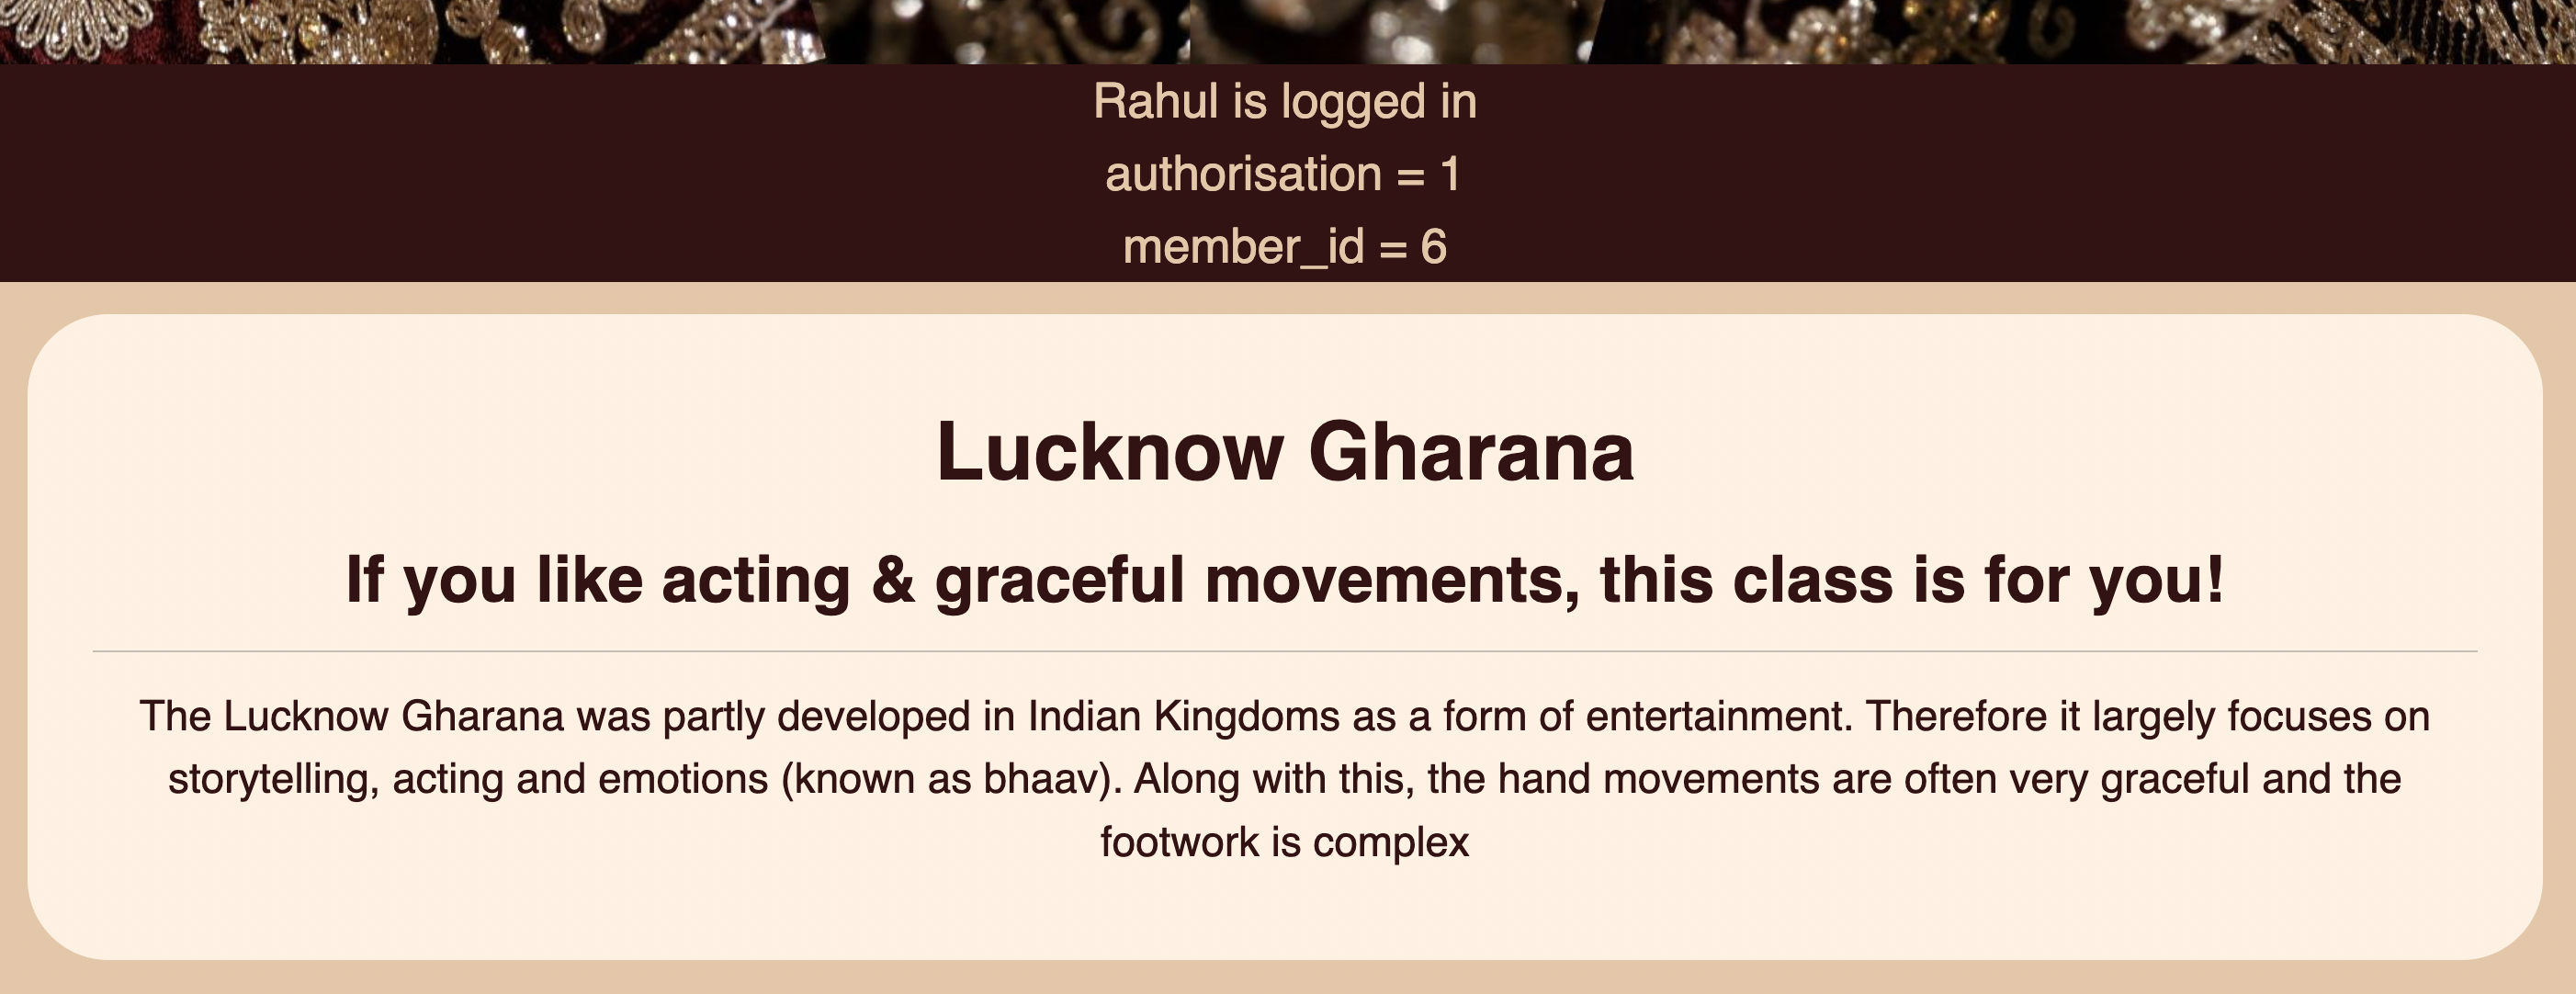 Rahul is logged in
authorisation = 1
member_id = 6
Lucknow Gharana
If you like acting & graceful movements, this class is for you!
The Lucknow Gharana was partly developed in Indian Kingdoms as a form of entertainment. Therefore it largely focuses on
storytelling, acting and emotions (known as bhaav). Along with this, the hand movements are often very graceful and the
footwork is complex